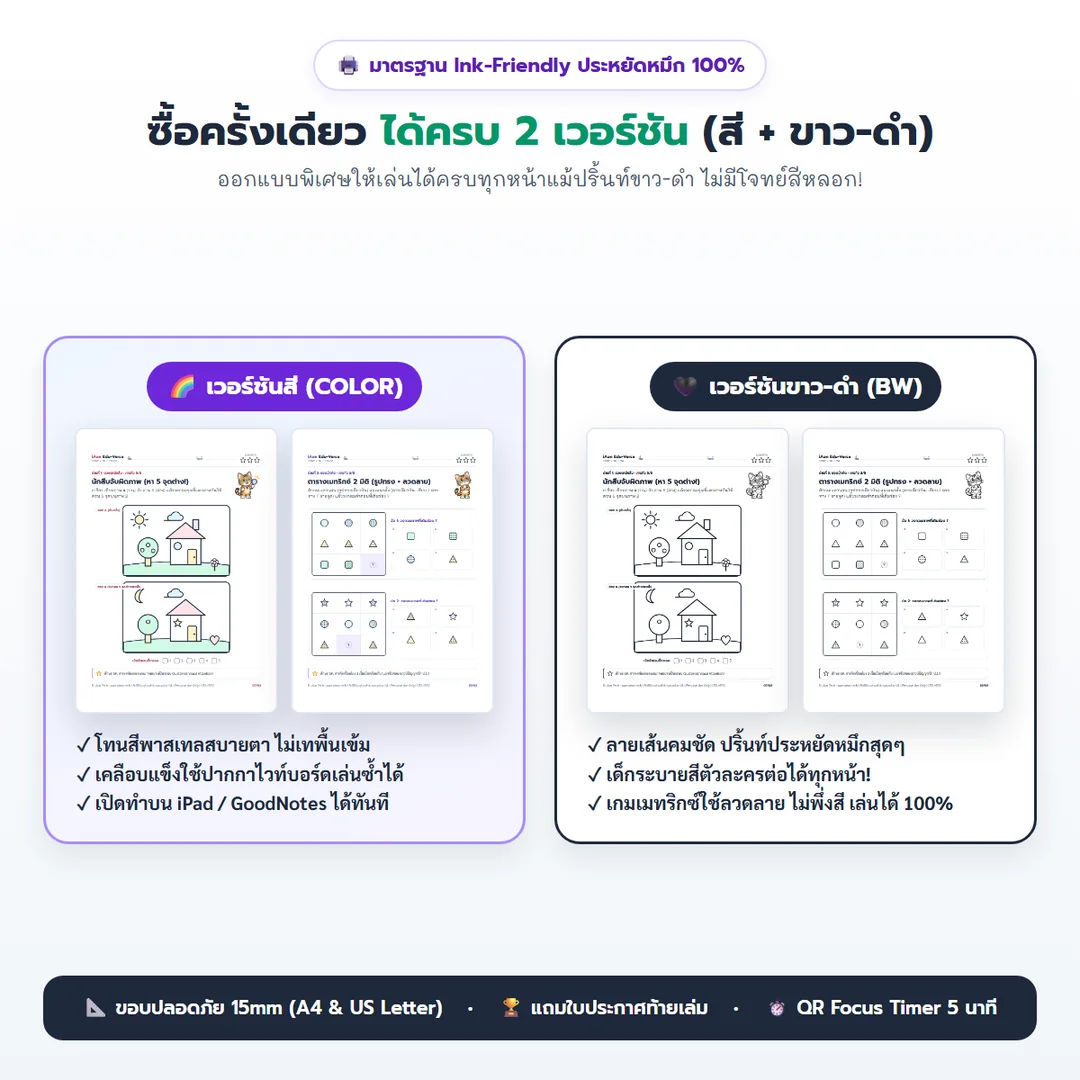 มาตรฐาน Ink-Friendly ประหยัดหมึก 100%
ซื้อครั้งเดียว ได้ครบ 2 เวอร์ชัน (สี + ขาว-ดำ)
ออกแบบพิเศษให้เล่นได้ครบทุกหน้าแม้ปริ้นท์ขาว-ดำ ไม่มีโจทย์สีหลอก!
เวอร์ชันสี (COLOR)
นักสืบจับผิดภาพ (หา 5 จุดต่าง!)
ตารางเมทริกซ์ 2 มิติ (รูปทรง + ลวดลาย)
✓ โทนสีพาสเทลสบายตา ไม่เทพื้นเข้ม
✓ เคลือบแข็งใช้ปากกาไวท์บอร์ดเล่นซ้ำได้
✓ เปิดทำบน iPad / GoodNotes ได้ทันที
เวอร์ชันขาว-ดำ (BW)
นักสืบจับผิดภาพ (หา 5 จุดต่าง!)
ตารางเมทริกซ์ 2 มิติ (รูปทรง + ลวดลาย)
✓ ลายเส้นคมชัด ปริ้นท์ประหยัดหมึกสุดๆ
✓ เด็กระบายสีตัวละครต่อได้ทุกหน้า!
✓ เกมเมทริกซ์ใช้ลวดลาย ไม่พึ่งสี เล่นได้ 100%
ขอบปลอดภัย 15mm (A4 & US Letter) • แถมใบประกาศท้ายเล่ม • QR Focus Timer 5 นาที